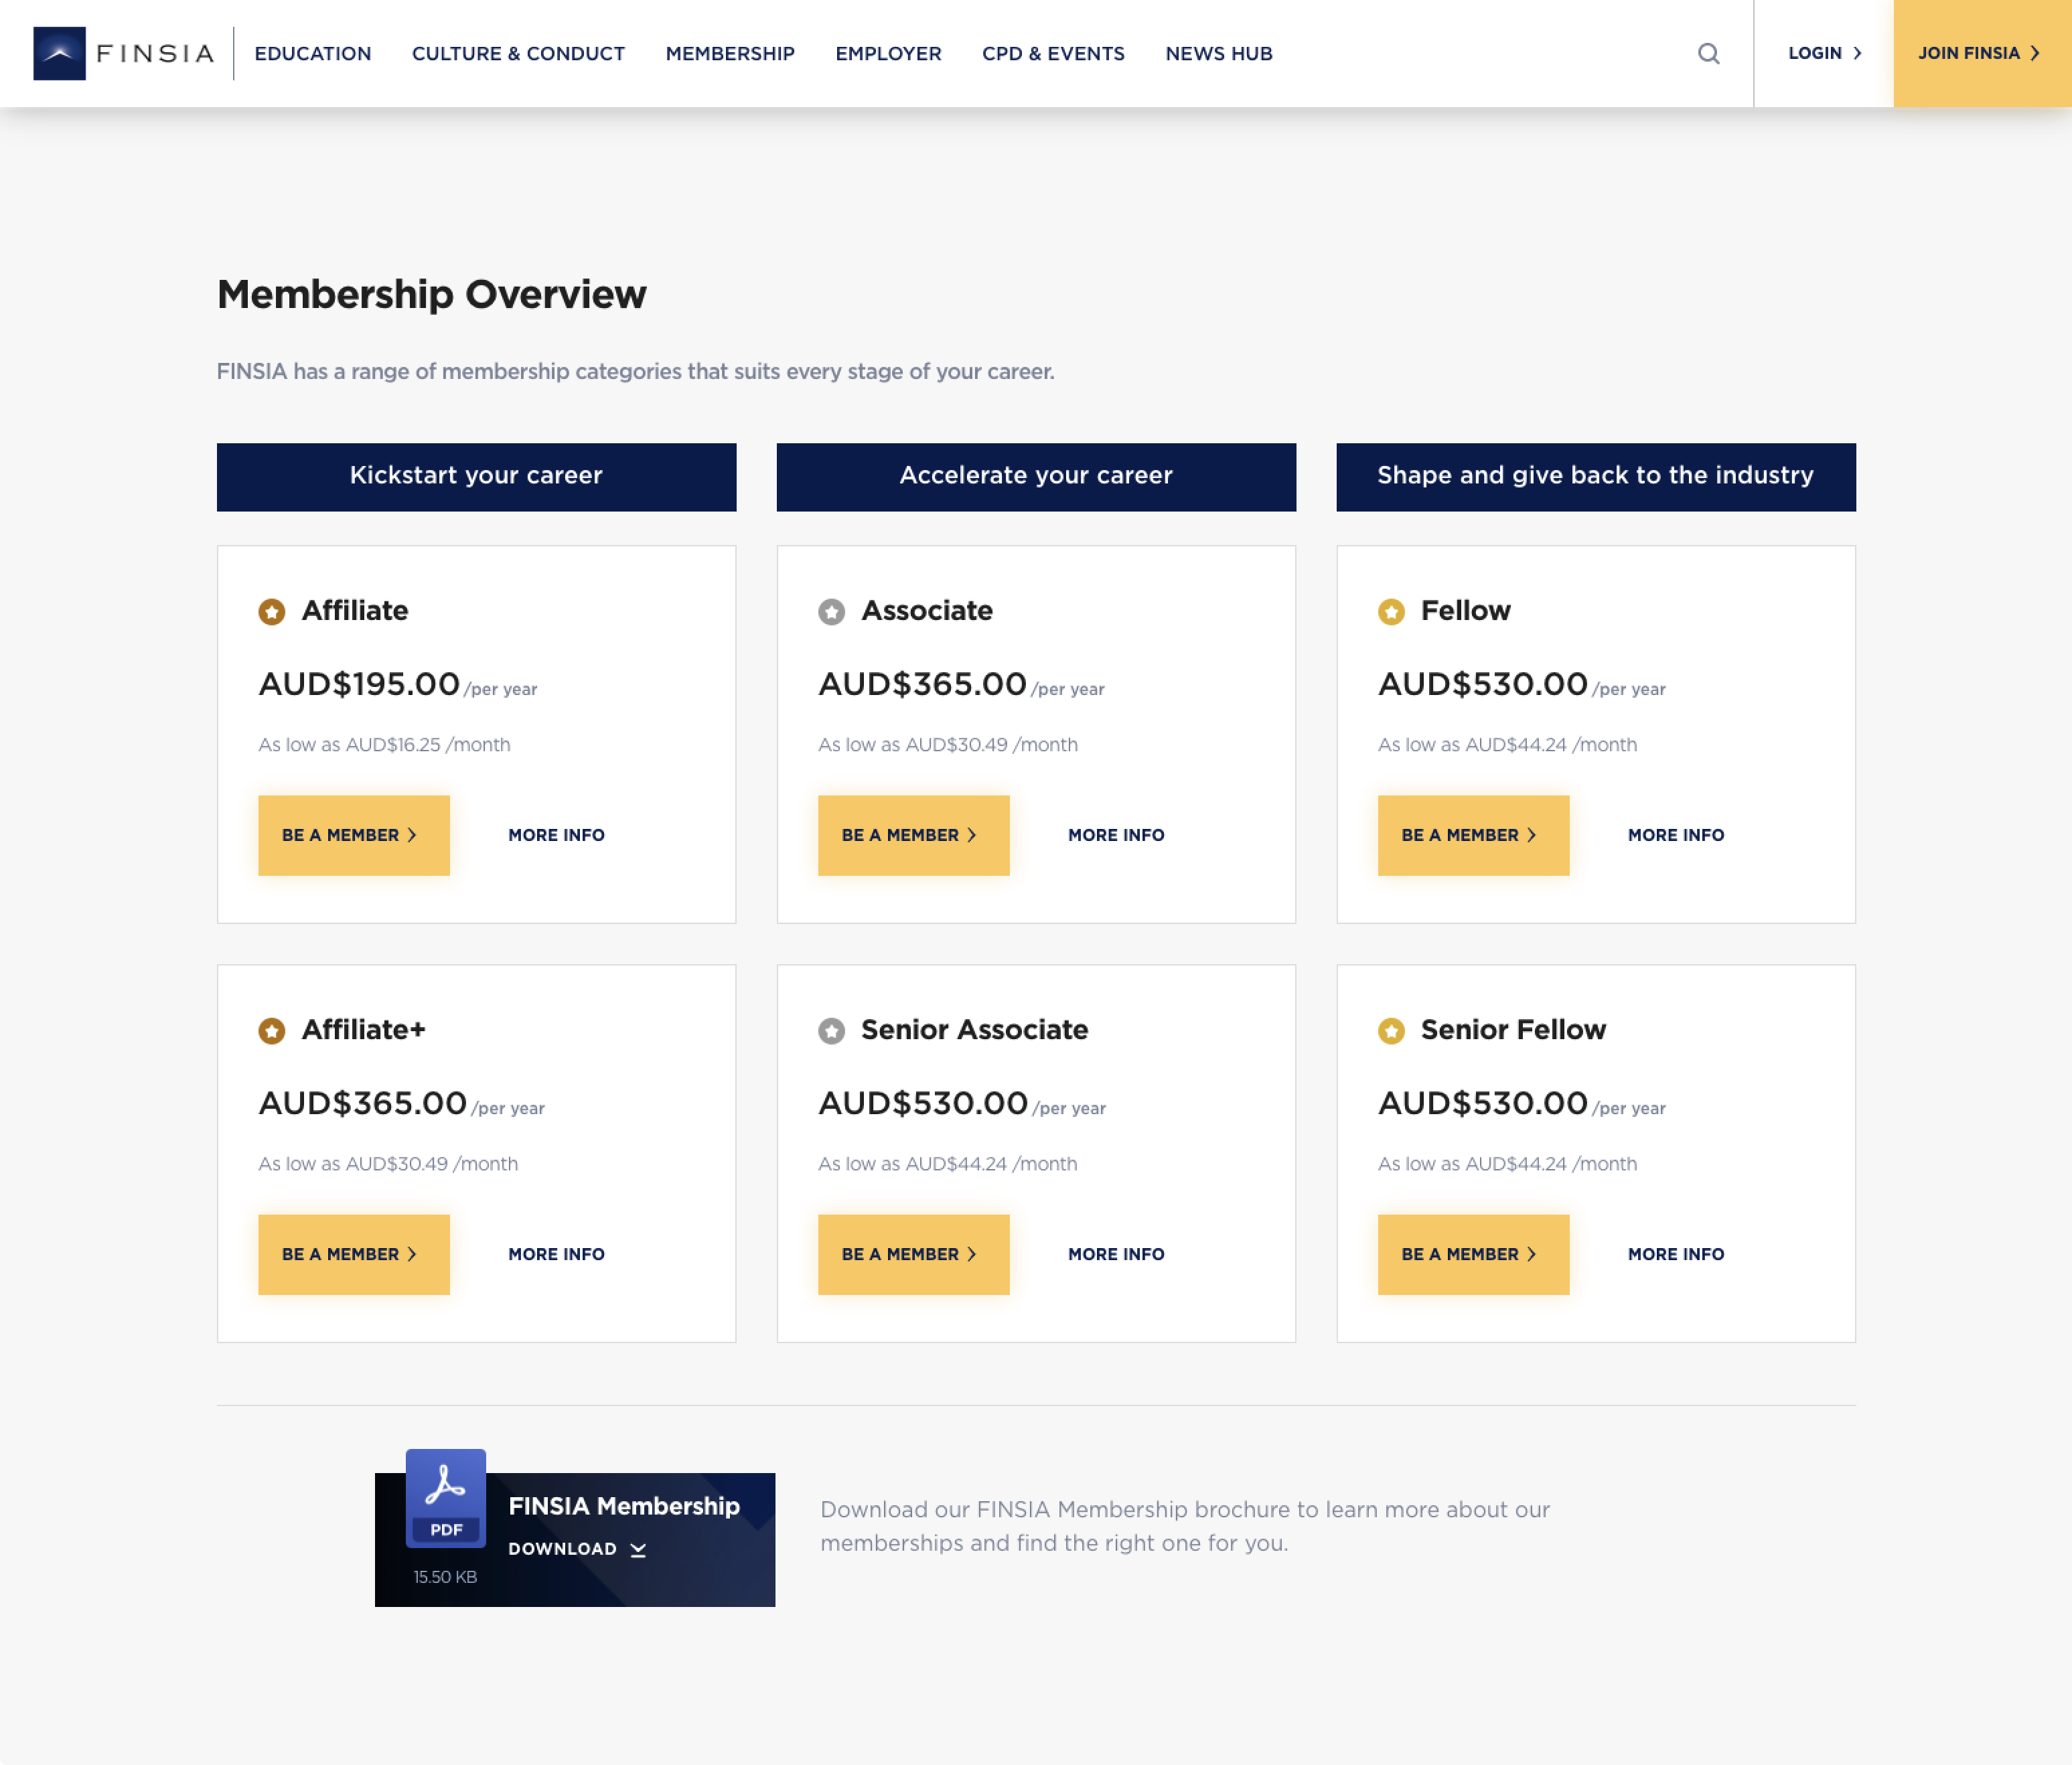 FINSIA
EDUCATION
CULTURE & CONDUCT
MEMBERSHIP
EMPLOYER
CPD & EVENTS
NEWS HUB
LOGIN
JOIN FINSIA
Membership Overview
FINSIA has a range of membership categories that suits every stage of your career.
Kickstart your career
Accelerate your career
Shape and give back to the industry
Affiliate
AUD$195.00 /per year
As low as AUD$16.25 /month
BE A MEMBER
MORE INFO
Associate
AUD$365.00 /per year
As low as AUD$30.49 /month
BE A MEMBER
MORE INFO
Fellow
AUD$530.00 /per year
As low as AUD$44.24 /month
BE A MEMBER
MORE INFO
Affiliate+
AUD$365.00 /per year
As low as AUD$30.49 /month
BE A MEMBER
MORE INFO
Senior Associate
AUD$530.00 /per year
As low as AUD$44.24 /month
BE A MEMBER
MORE INFO
Senior Fellow
AUD$530.00 /per year
As low as AUD$44.24 /month
BE A MEMBER
MORE INFO
PDF
15.50 KB
FINSIA Membership
DOWNLOAD
Download our FINSIA Membership brochure to learn more about our
memberships and find the right one for you.